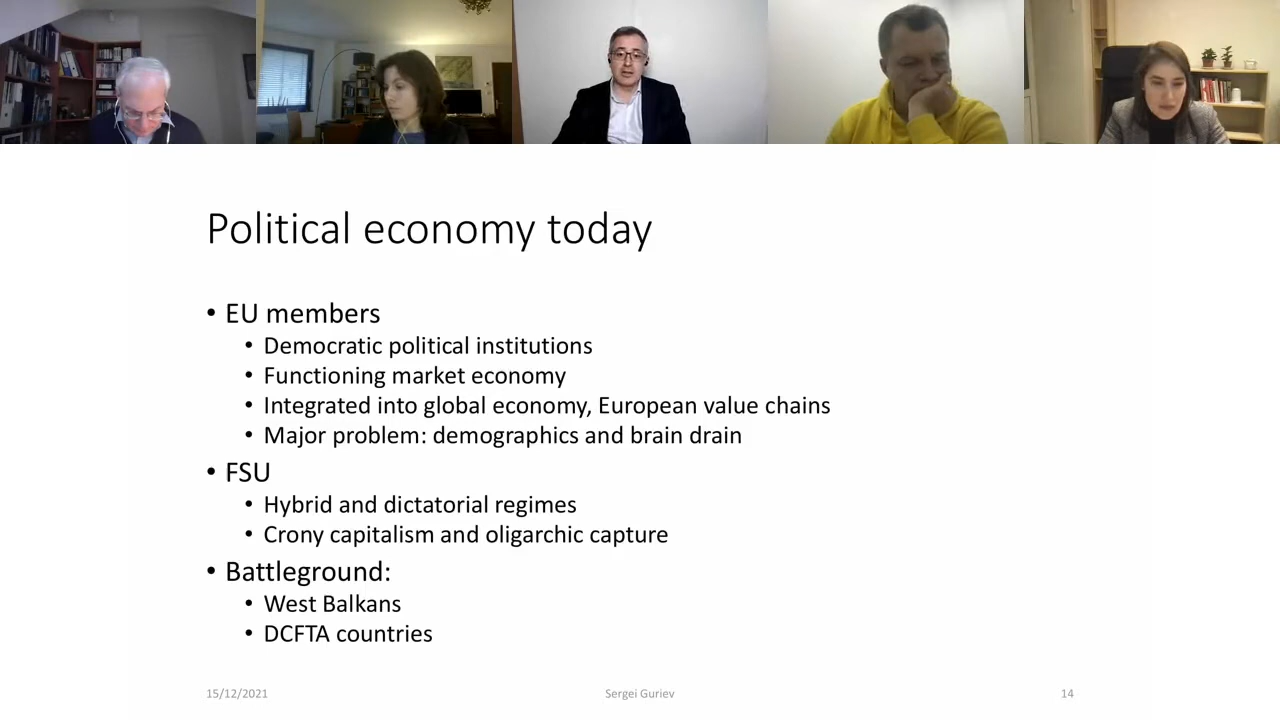 Political economy today
• EU members
• Democratic political institutions
• Functioning market economy
• Integrated into global economy, European value chains
• Major problem: demographics and brain drain
• FSU
• Hybrid and dictatorial regimes
• Crony capitalism and oligarchic capture
• Battleground:
• West Balkans
• DCFTA countries
15/12/2021
Sergei Guriev
14